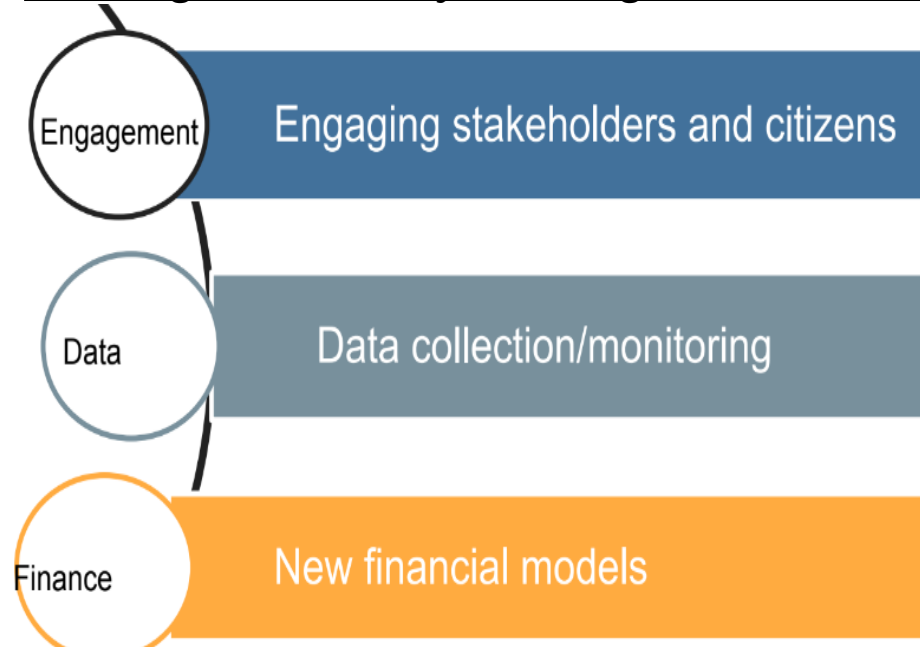 Engagement
Engaging stakeholders and citizens
Data
Data collection/monitoring
Finance
New financial models